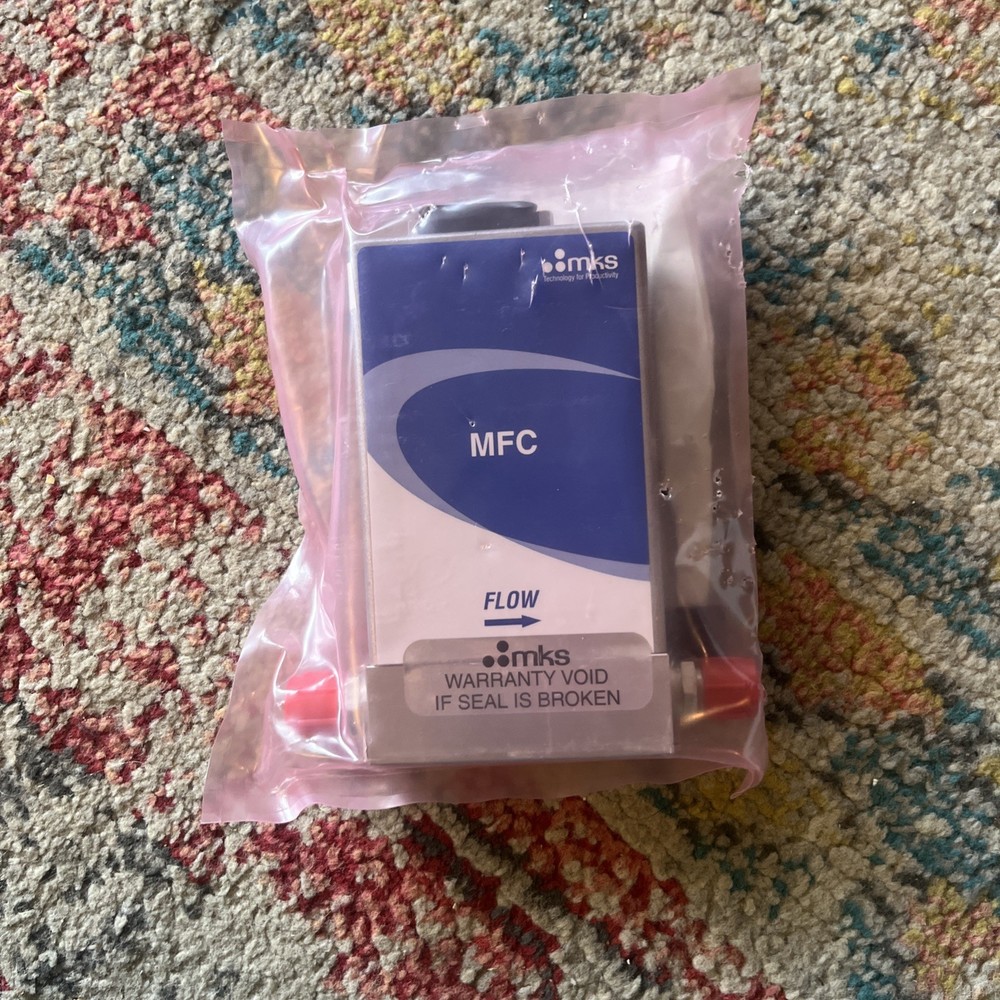 mks
Technology for Productivity
MFC
FLOW
mks
WARRANTY VOID
IF SEAL IS BROKEN